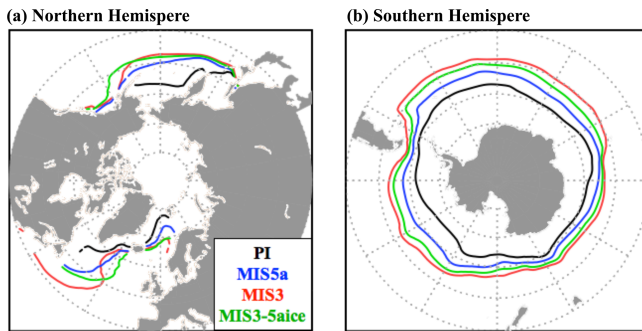 (a) Northern Hemispere
(b) Southern Hemispere
PI
MIS5a
MIS3
MIS3-5aice